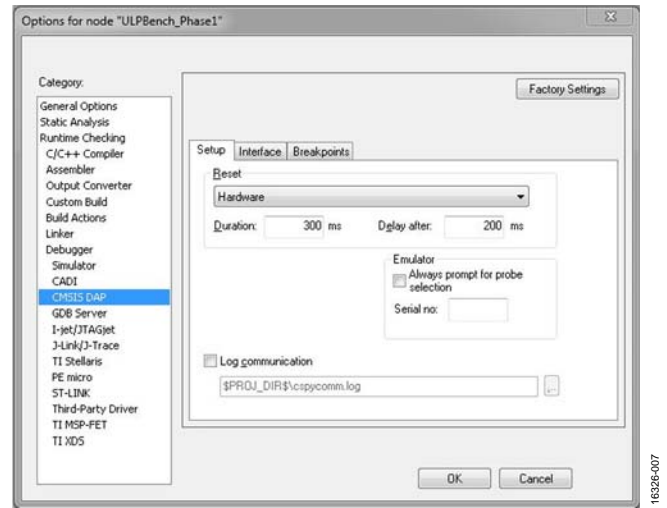 Options for node "ULPBench_Phase1"
Category:
General Options
Static Analysis
Runtime Checking
C/C++ Compiler
Assembler
Output Converter
Custom Build
Build Actions
Linker
Debugger
Simulator
CADI
CMSIS DAP
GDB Server
I-jet/JTAGjet
J-Link/J-Trace
TI Stellaris
PE micro
ST-LINK
Third-Party Driver
TI MSP-FET
TI XDS
Factory Settings
Setup Interface Breakpoints
Reset
Hardware
Duration: 300 ms Delay after: 200 ms
Emulator
Always prompt for probe
selection
Serial no:
Log communication
$PROJ_DIR$\cspycomm.log
...
OK Cancel
16326-007